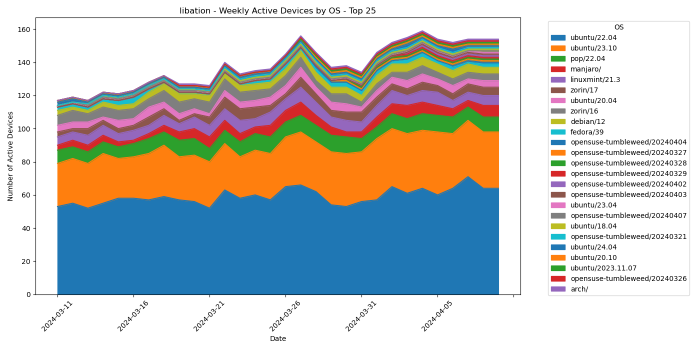 libation - Weekly Active Devices by OS - Top 25
160
140
120
100
80
60
40
20
0
Number of Active Devices
2024-03-11
2024-03-16
2024-03-21
2024-03-26
2024-03-31
2024-04-05
Date
OS
ubuntu/22.04
ubuntu/23.10
pop/22.04
manjaro/
linuxmint/21.3
zorin/17
ubuntu/20.04
zorin/16
debian/12
fedora/39
opensuse-tumbleweed/20240404
opensuse-tumbleweed/20240327
opensuse-tumbleweed/20240328
opensuse-tumbleweed/20240329
opensuse-tumbleweed/20240402
opensuse-tumbleweed/20240403
ubuntu/23.04
opensuse-tumbleweed/20240407
ubuntu/18.04
opensuse-tumbleweed/20240321
ubuntu/24.04
ubuntu/20.10
ubuntu/2023.11.07
opensuse-tumbleweed/20240326
arch/